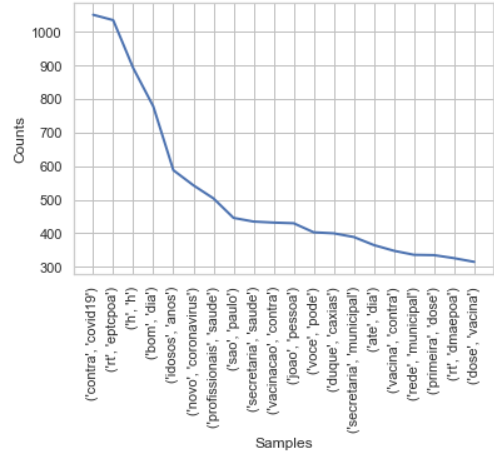 Counts
1000
900
800
700
600
500
400
300
('contra', 'covid19')
('rt', 'eptcpoa')
('h', 'h')
('bom', 'dia')
('idosos', 'anos')
('novo', 'coronavirus')
('profissionais', 'saude')
('sao', 'paulo')
('secretaria', 'saude')
('vacinacao', 'contra')
('joao', 'pessoa')
('voce', 'pode')
('duque', 'caxias')
('secretaria', 'municipal')
('ate', 'dia')
('vacina', 'contra')
('rede', 'municipal')
('primeira', 'dose')
('rt', 'dmaepoa')
('dose', 'vacina')
Samples